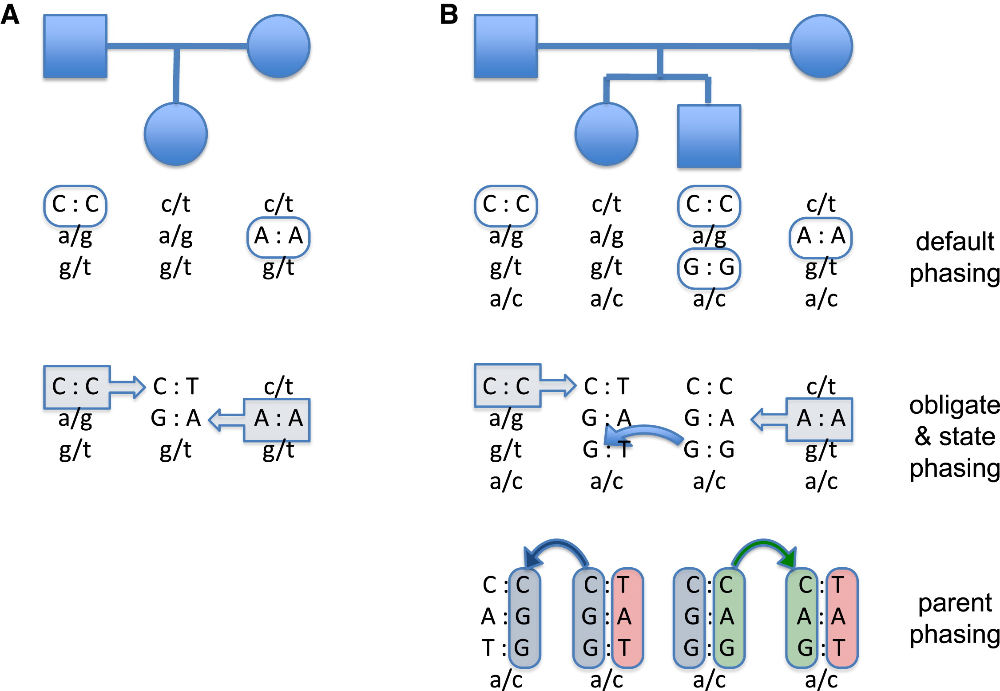 A
B
C : C c/t c/t
a/g a/g A : A
g/t g/t g/t
C : C c/t C : C c/t
a/g a/g a/g A : A
g/t g/t G : G g/t
a/c a/c a/c a/c
default
phasing
C : C C : T c/t
a/g G : A A : A
g/t g/t g/t
C : C C : T C : C c/t
a/g G : A G : A A : A
g/t G : T G : G g/t
a/c a/c a/c a/c
obligate
& state
phasing
C : C C : T C : C C : T
A : G G : A G : A A : A
T : G G : T G : G G : T
a/c a/c a/c a/c
parent
phasing